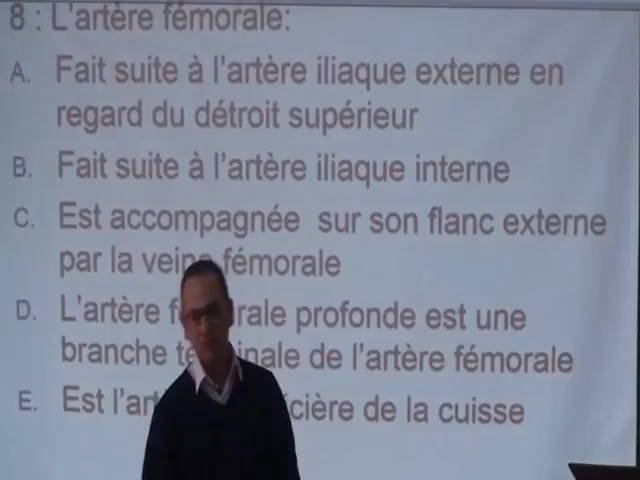 8 : L'artère fémorale:
A. Fait suite à l'artère iliaque externe en
regard du détroit supérieur
B. Fait suite à l'artère iliaque interne
C. Est accompagnée sur son flanc externe
par la veine fémorale
D. L'artère profonde est une
branche de l'artère fémorale
E. Est de la cuisse